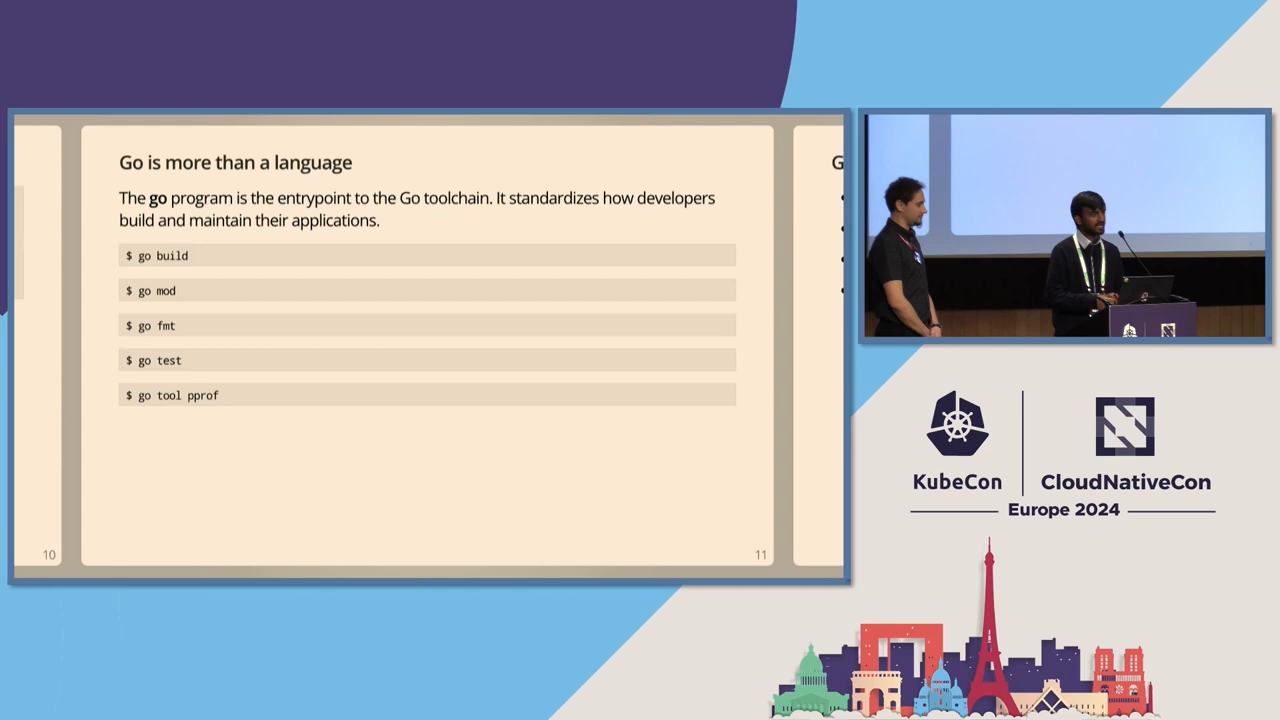 Go is more than a language
The go program is the entrypoint to the Go toolchain. It standardizes how developers
build and maintain their applications.
$ go build
$ go mod
$ go fmt
$ go test
$ go tool pprof
10
11
G
KubeCon
CloudNativeCon
Europe 2024